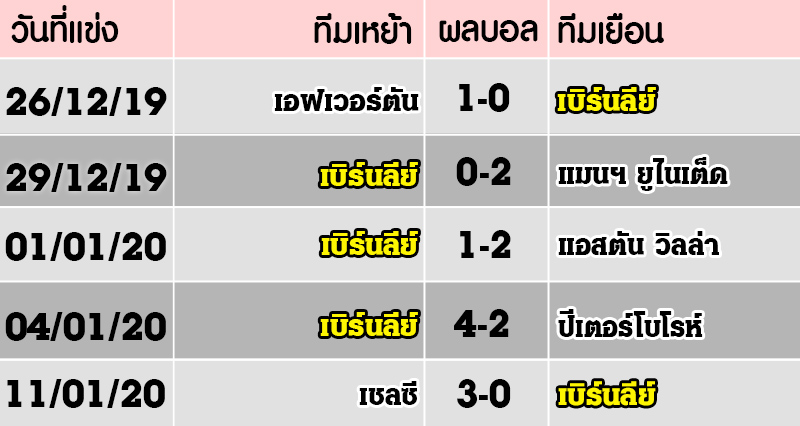 วันที่แข่ง ทีมเหย้า ผลบอล ทีมเยือน
26/12/19 เอฟเวอร์ตัน 1-0 เบิร์นลีย์
29/12/19 เบิร์นลีย์ 0-2 แมนฯ ยูไนเต็ด
01/01/20 เบิร์นลีย์ 1-2 แอสตัน วิลล่า
04/01/20 เบิร์นลีย์ 4-2 ปีเตอร์โบโรห์
11/01/20 เชลซี 3-0 เบิร์นลีย์